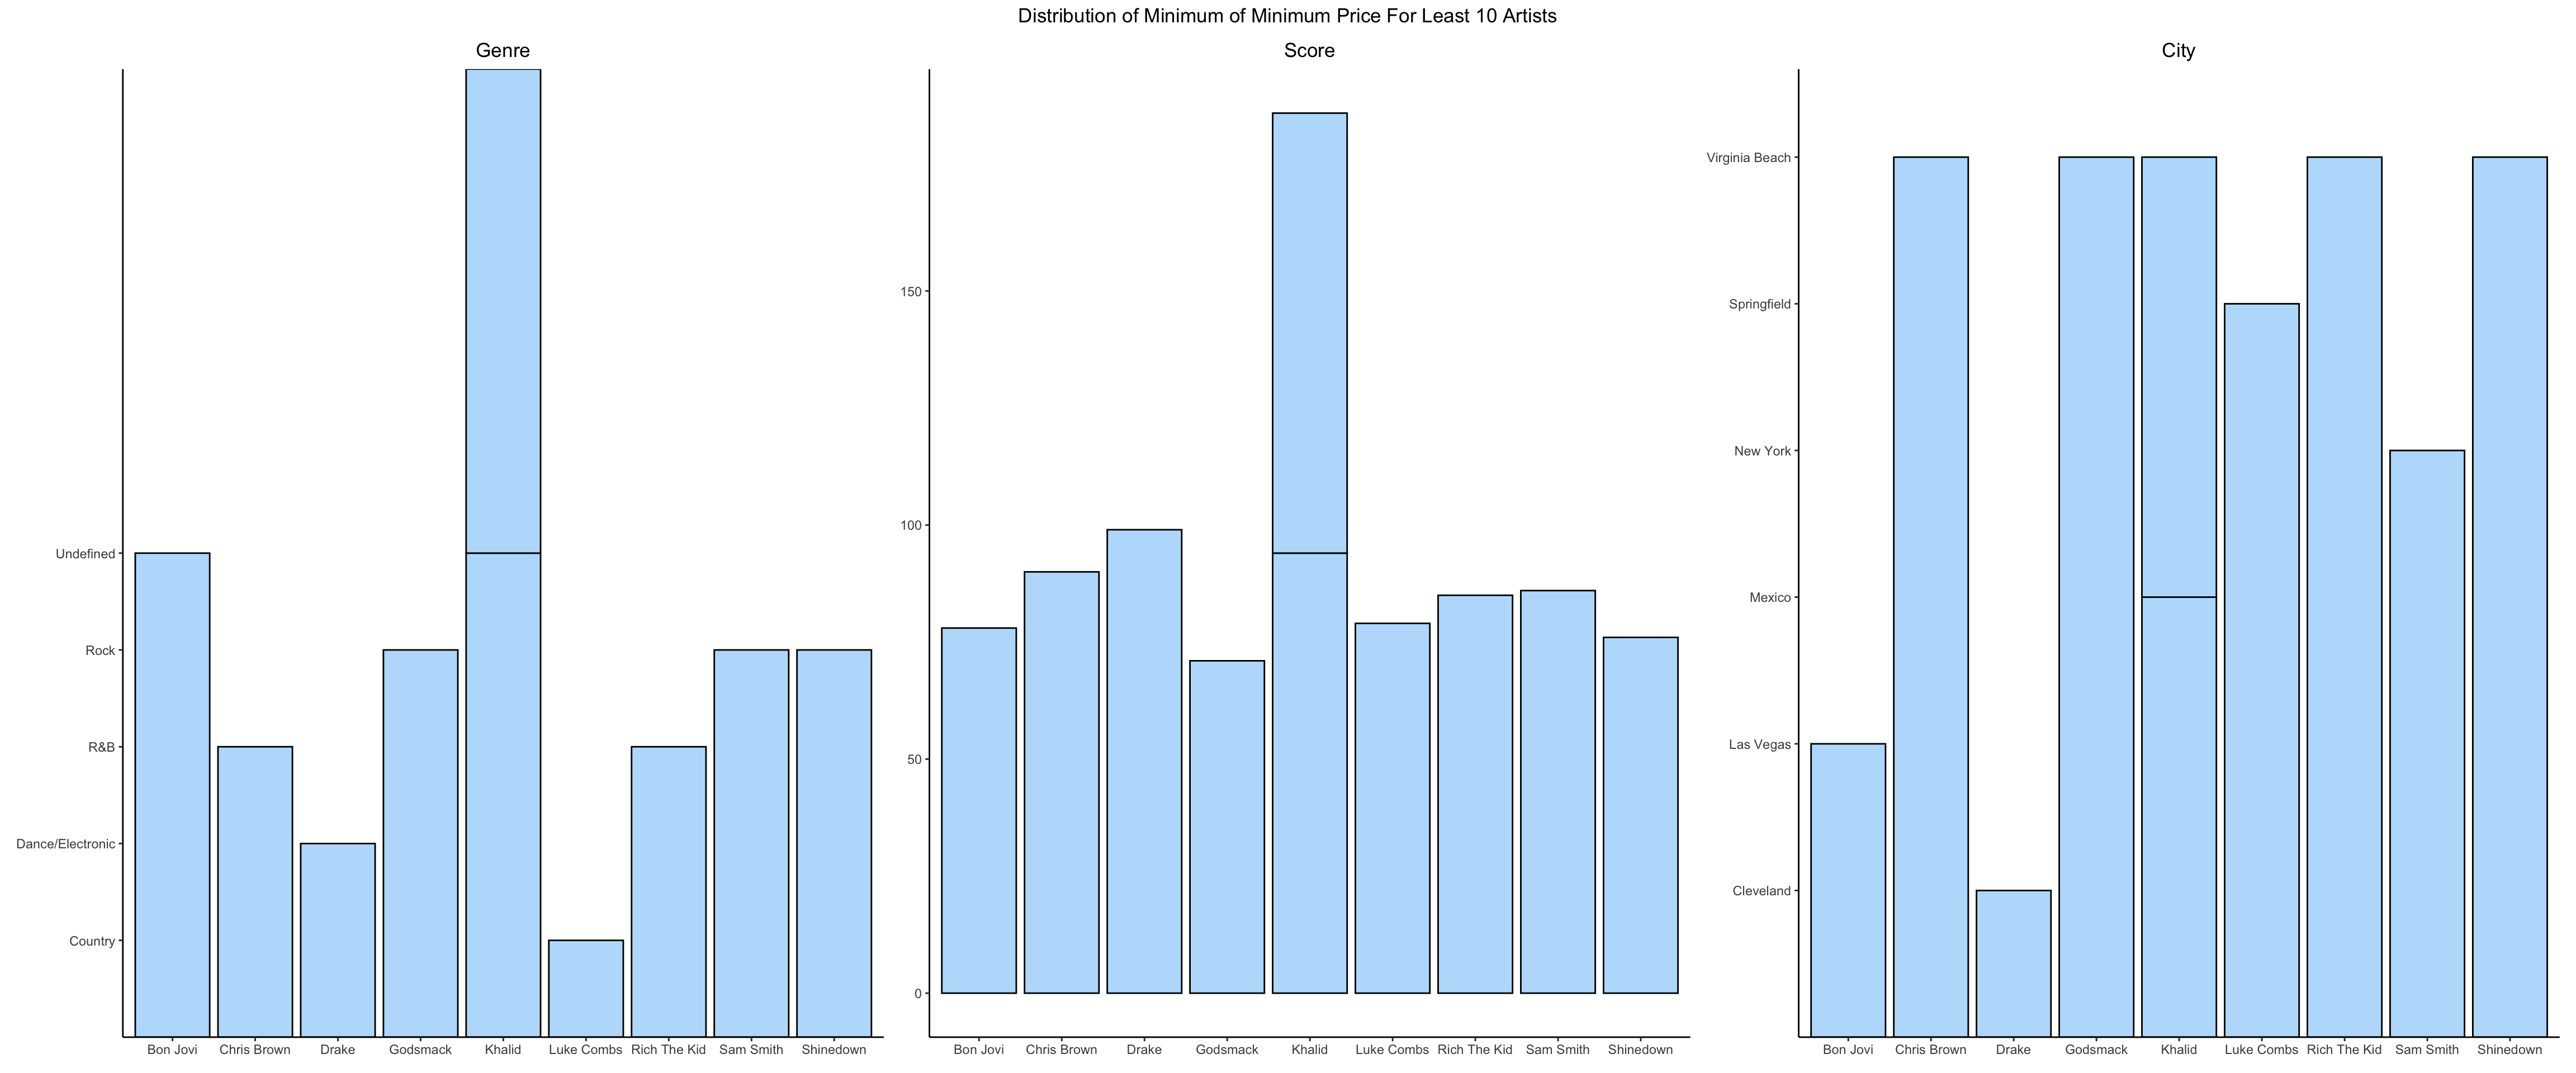 Distribution of Minimum of Minimum Price For Least 10 Artists
Genre
Undefined
Rock
R&B
Dance/Electronic
Country
Bon Jovi Chris Brown Drake Godsmack Khalid Luke Combs Rich The Kid Sam Smith Shinedown
Score
150
100
50
0
Bon Jovi Chris Brown Drake Godsmack Khalid Luke Combs Rich The Kid Sam Smith Shinedown
City
Virginia Beach
Springfield
New York
Mexico
Las Vegas
Cleveland
Bon Jovi Chris Brown Drake Godsmack Khalid Luke Combs Rich The Kid Sam Smith Shinedown